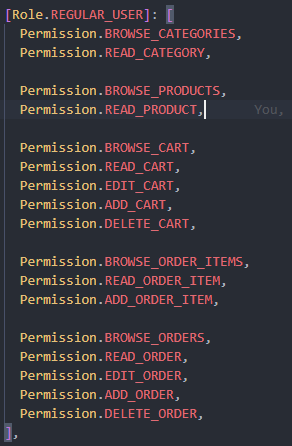 [Role.REGULAR_USER]: [
Permission.BROWSE_CATEGORIES,
Permission.READ_CATEGORY,
Permission.BROWSE_PRODUCTS,
Permission.READ_PRODUCT, You,
Permission.BROWSE_CART,
Permission.READ_CART,
Permission.EDIT_CART,
Permission.ADD_CART,
Permission.DELETE_CART,
Permission.BROWSE_ORDER_ITEMS,
Permission.READ_ORDER_ITEM,
Permission.ADD_ORDER_ITEM,
Permission.BROWSE_ORDERS,
Permission.READ_ORDER,
Permission.EDIT_ORDER,
Permission.ADD_ORDER,
Permission.DELETE_ORDER,
],